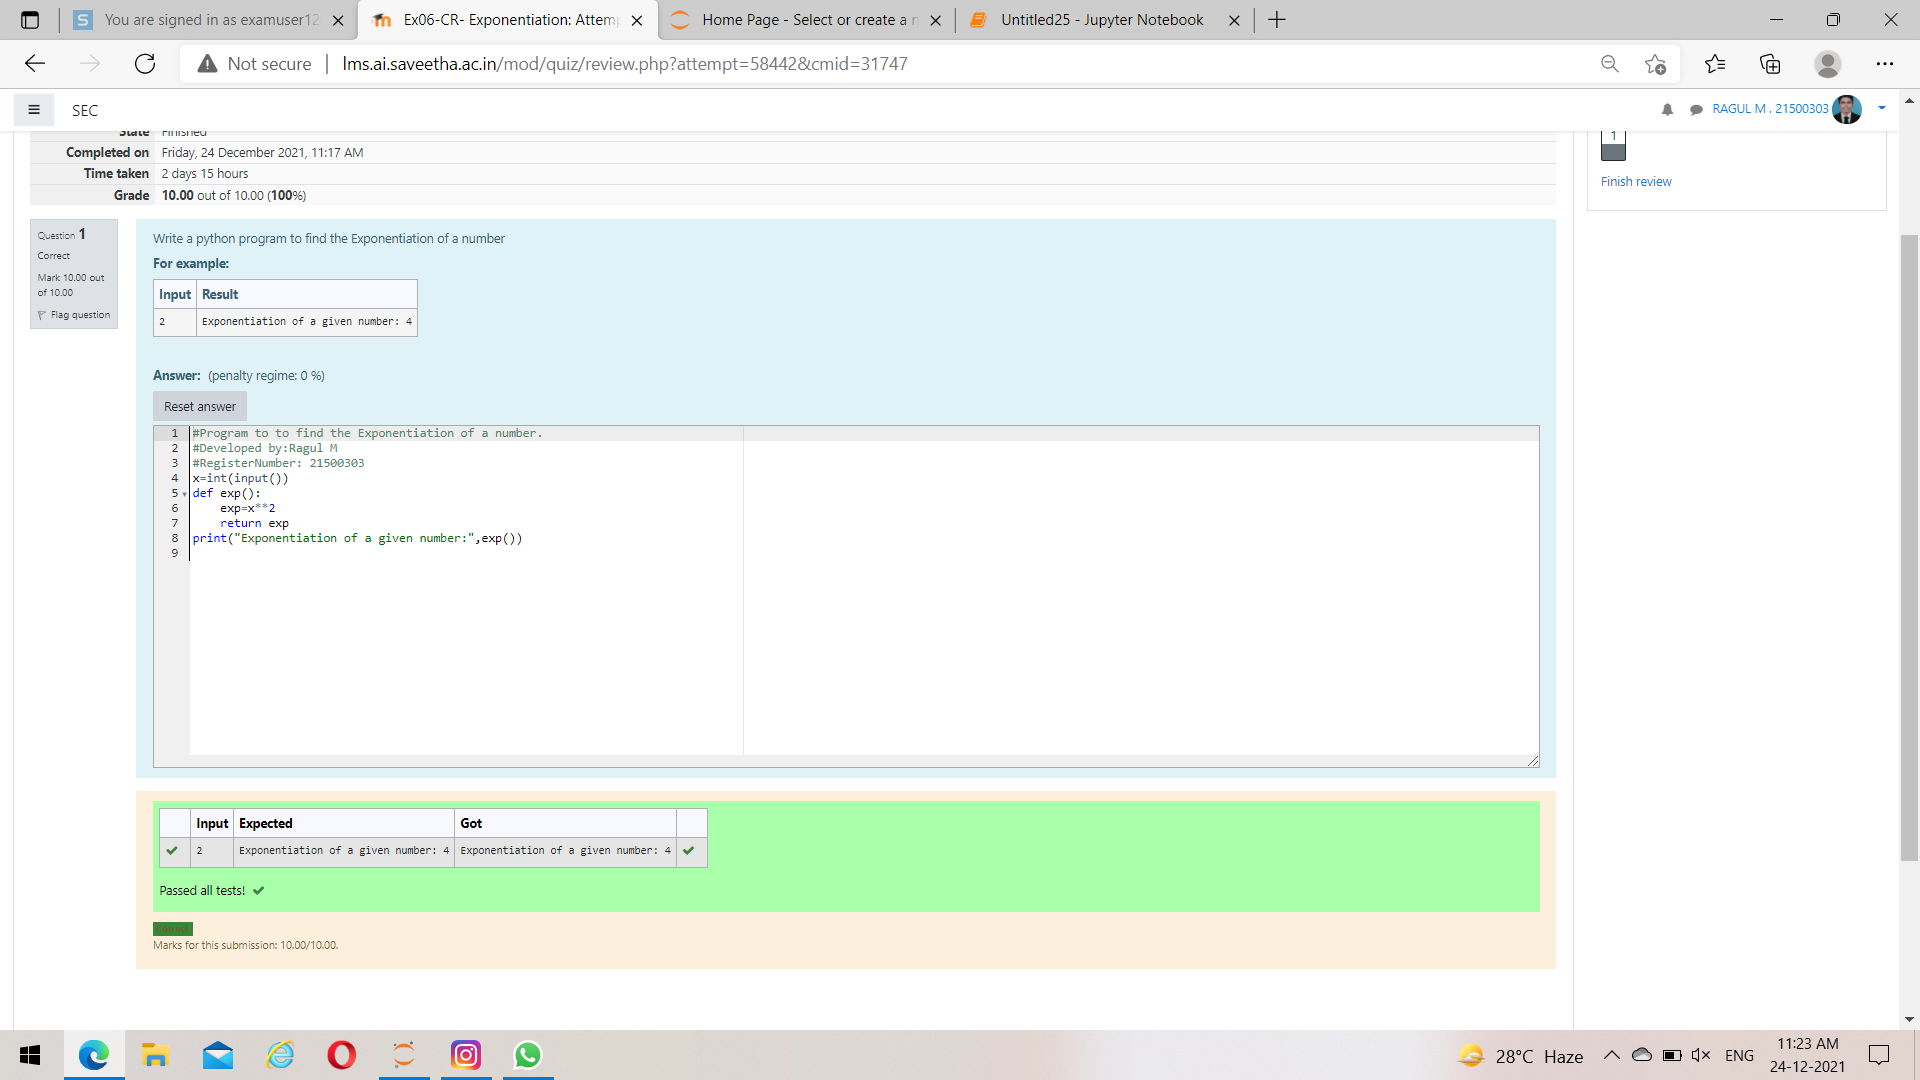 You are signed in as examuser12
Ex06-CR- Exponentiation: Attem
Home Page - Select or create a n
Untitled25 - Jupyter Notebook
Not secure
lms.ai.saveetha.ac.in/mod/quiz/review.php?attempt=58442&cmid=31747
SEC
RAGUL M . 21500303
State Finished
Completed on Friday, 24 December 2021, 11:17 AM
Time taken 2 days 15 hours
Grade 10.00 out of 10.00 (100%)
1
Finish review
Question 1
Correct
Mark 10.00 out
of 10.00
Flag question
Write a python program to find the Exponentiation of a number
For example:
Input Result
2 Exponentiation of a given number: 4
Answer: (penalty regime: 0 %)
Reset answer
1 #Program to to find the Exponentiation of a number.
2 #Developed by:Ragul M
3 #RegisterNumber: 21500303
4 x=int(input())
5 def exp():
6 exp=x**2
7 return exp
8 print("Exponentiation of a given number:",exp())
9
Input Expected Got
2 Exponentiation of a given number: 4 Exponentiation of a given number: 4
Passed all tests!
Marks for this submission: 10.00/10.00.
28°C Haze
ENG
11:23 AM
24-12-2021